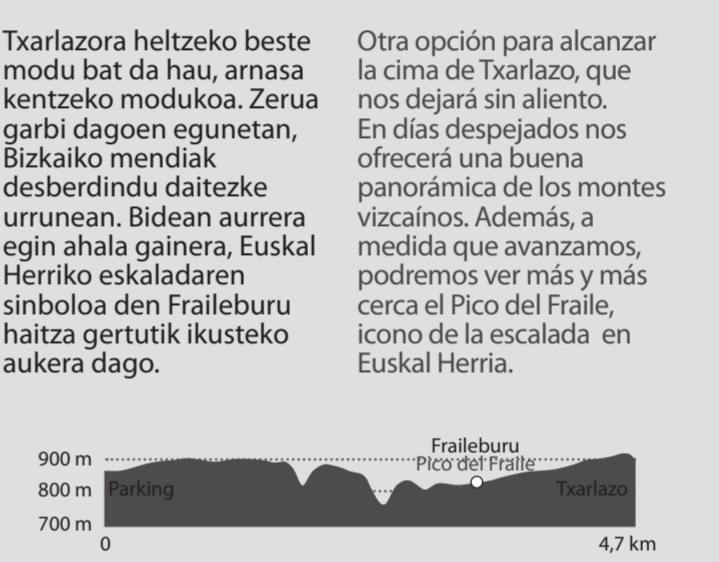 Txarlazora heltzeko beste
modu bat da hau, arnasa
kentzeko modukoa. Zerua
garbi dagoen egunetan,
Bizkaiko mendiak
desberdindu daitezke
urrunean. Bidean aurrera
egin ahala gainera, Euskal
Herriko eskaladaren
sinboloa den Fraileburu
haitza gertutik ikusteko
aukera dago.
Otra opción para alcanzar
la cima de Txarlazo, que
nos dejará sin aliento.
En días despejados nos
ofrecerá una buena
panorámica de los montes
vizcaínos. Además, a
medida que avanzamos,
podremos ver más y más
cerca el Pico del Fraile,
icono de la escalada en
Euskal Herria.
Fraileburu
Pico del Fraile
900 m
800 m
700 m
Parking
Txarlazo
0
4,7 km